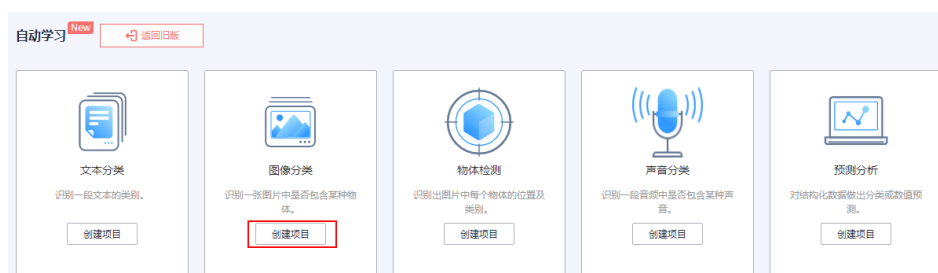 自动学习 New 返回旧版
文本分类
识别一段文本的类别。
创建项目
图像分类
识别一张图片中是否包含某种物
体。
创建项目
物体检测
识别出图片中每个物体的位置及
类别。
创建项目
声音分类
识别一段音频中是否包含某种声
音。
创建项目
预测分析
对结构化数据做出分类或数值预
测。
创建项目